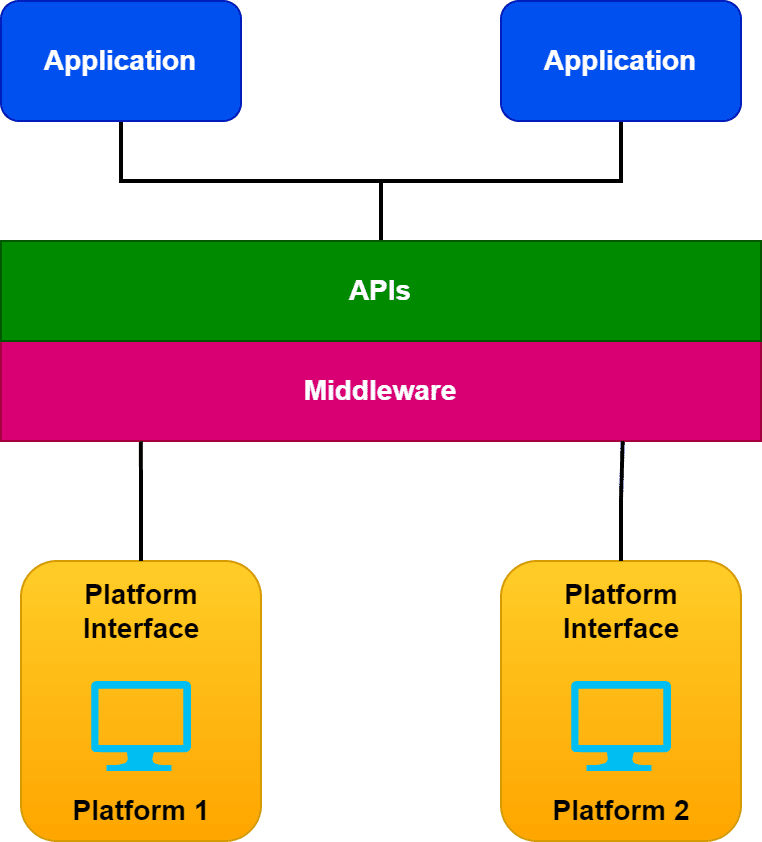 Application
Application
APIs
Middleware
Platform
Interface
Platform 1
Platform
Interface
Platform 2